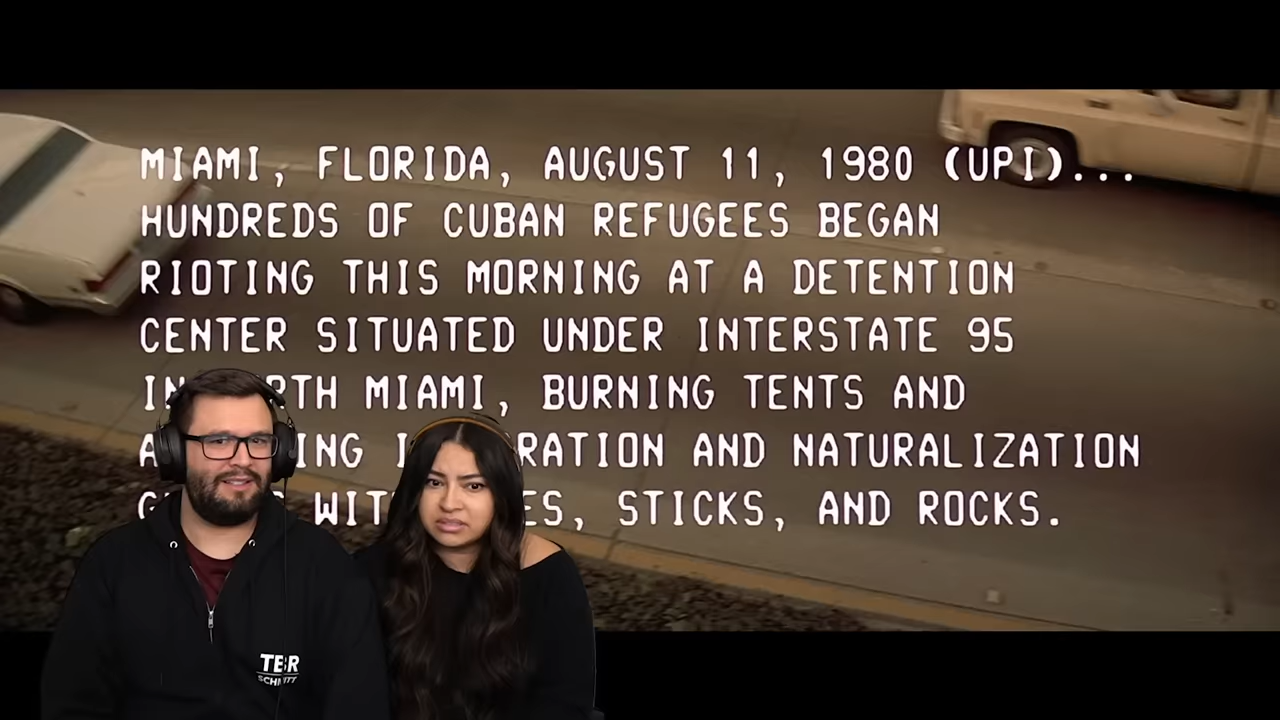 MIAMI, FLORIDA, AUGUST 11, 1980 (UPI)...
HUNDREDS OF CUBAN REFUGEES BEGAN
RIOTING THIS MORNING AT A DETENTION
CENTER SITUATED UNDER INTERSTATE 95
MIAMI, BURNING TENTS AND
AND NATURALIZATION
STICKS, AND ROCKS.